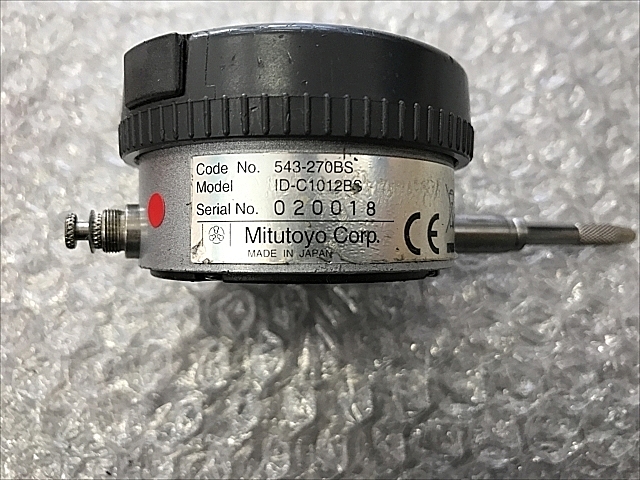 Code No. 543-270BS
Model ID-C1012BS
Serial No. 020018
Mitutoyo Corp.
MADE IN JAPAN
CE